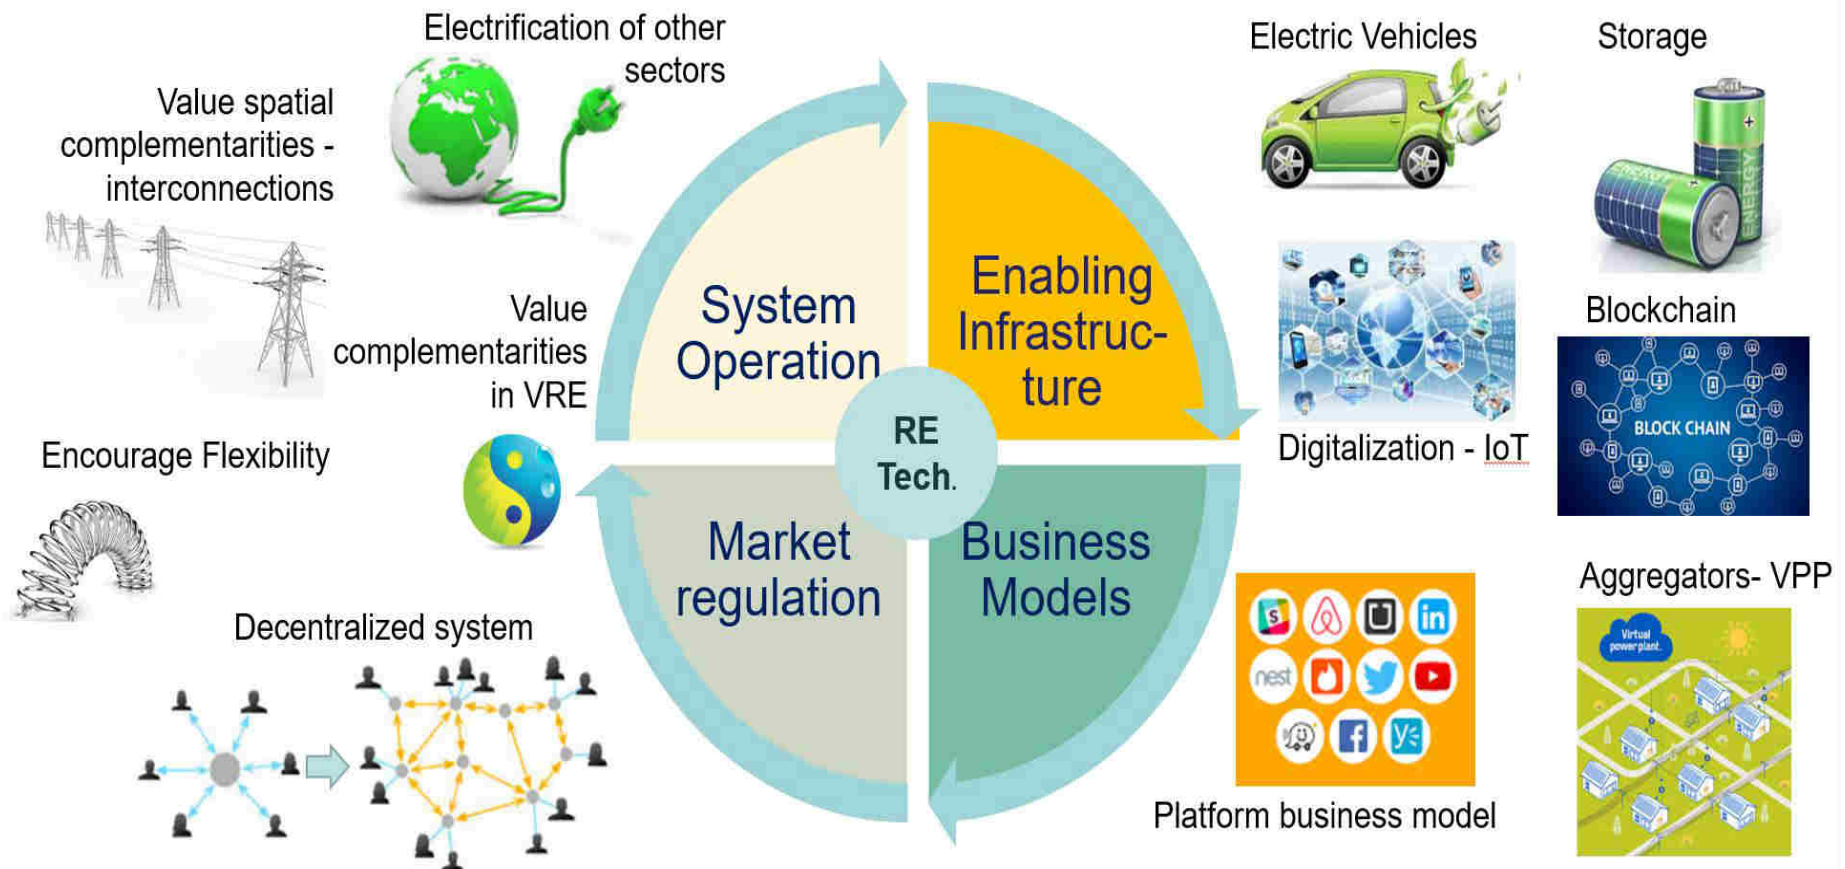 Electrification of other
sectors
Value spatial
complementarities -
interconnections
Value
complementarities
in VRE
Encourage Flexibility
Decentralized system
System
Operation
Enabling
Infrastruc-
ture
RE
Tech.
Market
regulation
Business
Models
Electric Vehicles
Storage
ENERGY
ENERGY
Digitalization - IoT
Blockchain
BLOCK CHAIN
Aggregators- VPP
Virtual
power plant.
nest
Platform business model